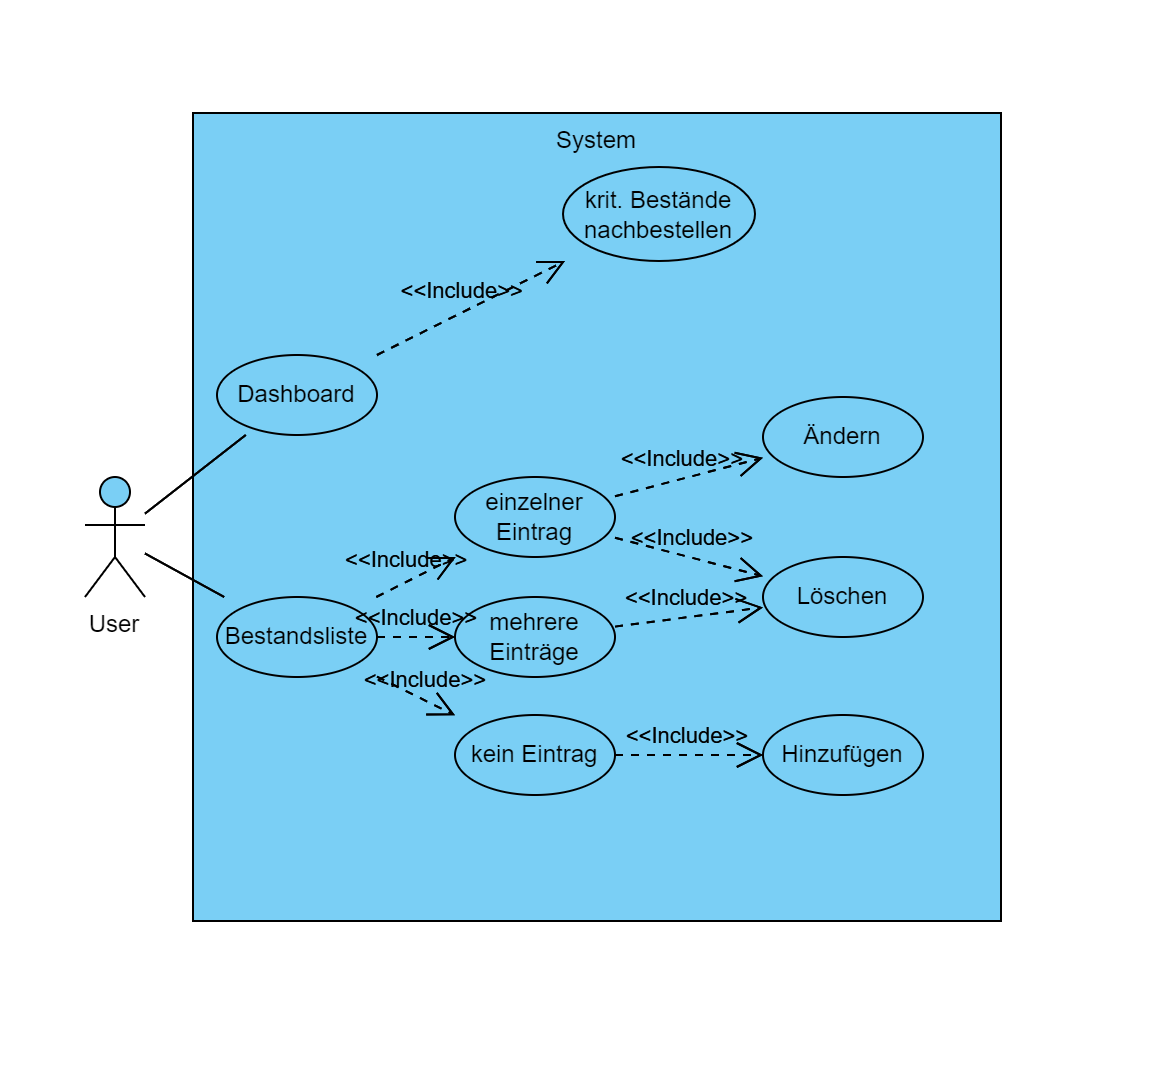 System
krit. Bestände
nachbestellen
<<Include>>
Dashboard
Ändern
<<Include>>
einzelner
Eintrag
<<Include>>
<<Include>>
Löschen
<<Include>>
<<Include>>
User
Bestandsliste
mehrere
Einträge
<<Include>>
<<Include>>
kein Eintrag
Hinzufügen